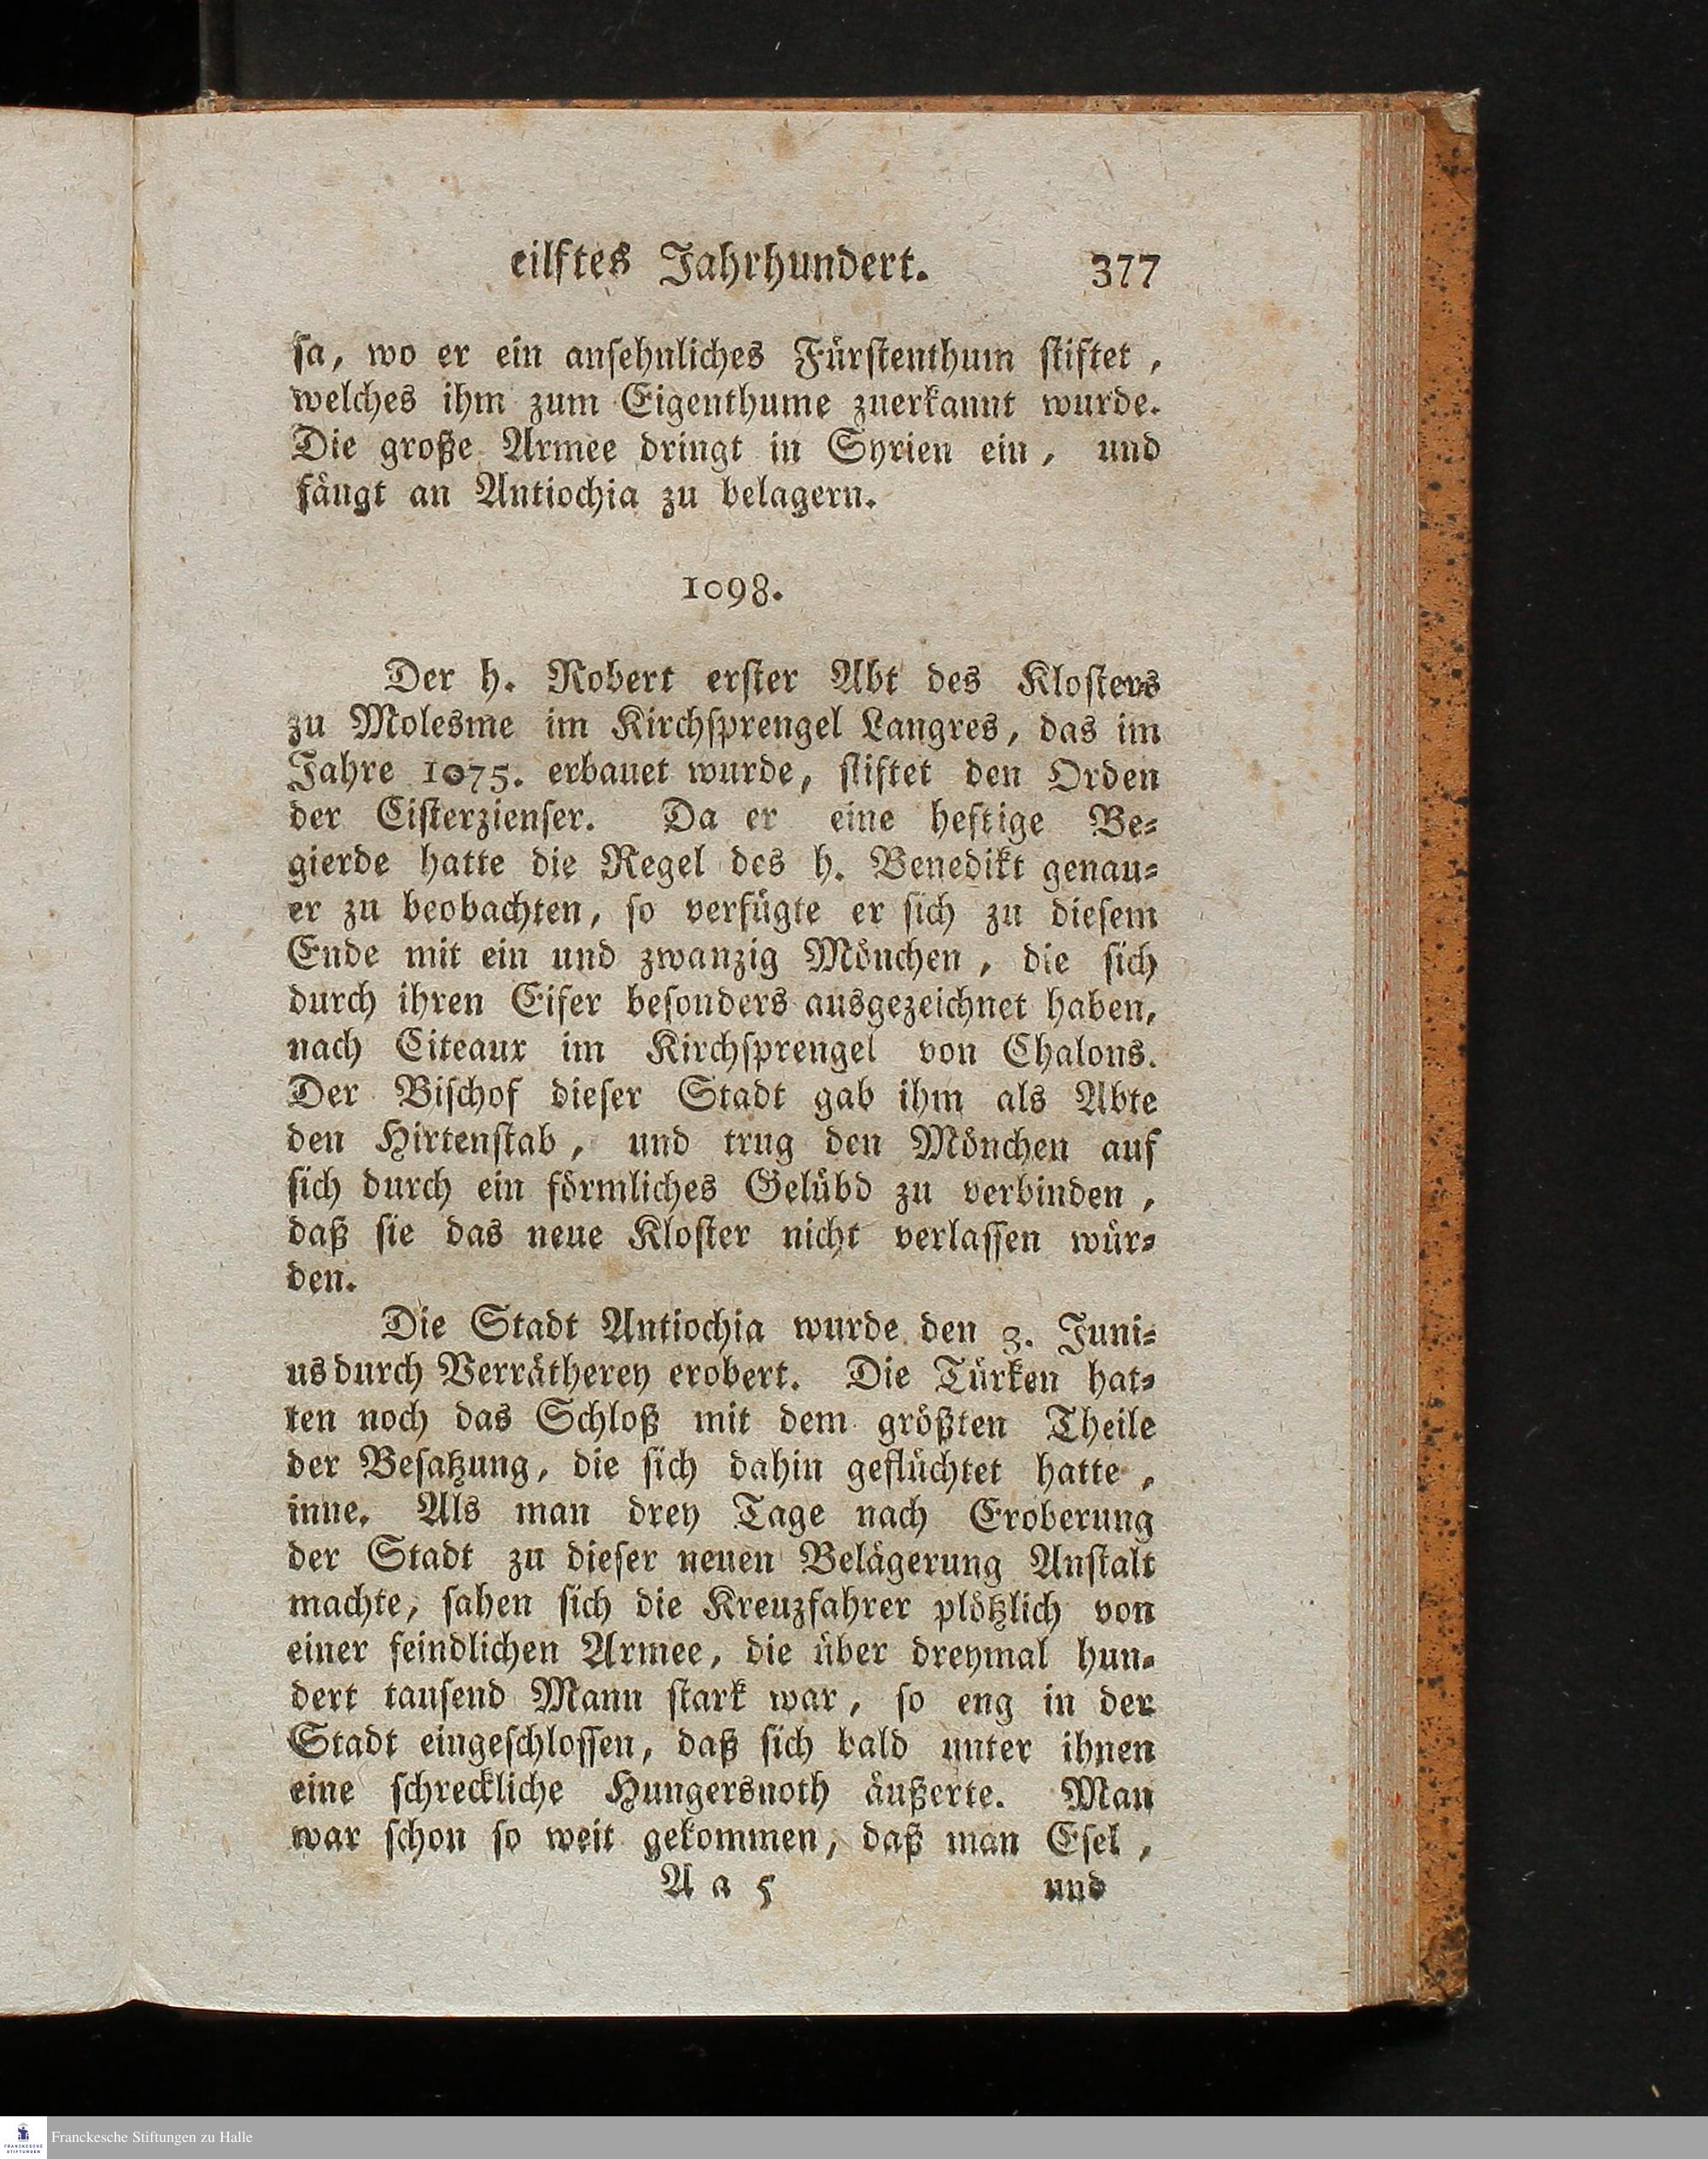 eilftes Jahrhundert. 377
sa, wo er ein ansehnliches Fürstenthum stiftet,
welches ihm zum Eigenthume zuerkannt wurde.
Die große Armee dringt in Syrien ein, und
fängt an Antiochia zu belagern.
1098.
Der h. Robert erster Abt des Klosters
zu Molesme im Kirchsprengel Langres, das im
Jahre 1075. erbauet wurde, stiftet den Orden
der Cisterzienser. Da er eine heftige Be-
gierde hatte die Regel des h. Benedikt genau-
er zu beobachten, so verfügte er sich zu diesem
Ende mit ein und zwanzig Mönchen, die sich
durch ihren Eifer besonders ausgezeichnet haben,
nach Citeaux im Kirchsprengel von Chalons.
Der Bischof dieser Stadt gab ihm als Abte
den Hirtenstab, und trug den Mönchen auf
sich durch ein förmliches Gelübd zu verbinden,
daß sie das neue Kloster nicht verlassen wür-
den.
Die Stadt Antiochia wurde den 3. Juni-
us durch Verrätherey erobert. Die Türken hat-
ten noch das Schloß mit dem größten Theile
der Besatzung, die sich dahin geflüchtet hatte,
inne. Als man drey Tage nach Eroberung
der Stadt zu dieser neuen Belägerung Anstalt
machte, sahen sich die Kreuzfahrer plötzlich von
einer feindlichen Armee, die über dreymal hun-
dert tausend Mann stark war, so eng in der
Stadt eingeschlossen, daß sich bald unter ihnen
eine schreckliche Hungersnoth äußerte. Man
war schon so weit gekommen, daß man Esel,
A a 5 und
FRANCKESCHE
STIFTUNGEN
Franckesche Stiftungen zu Halle